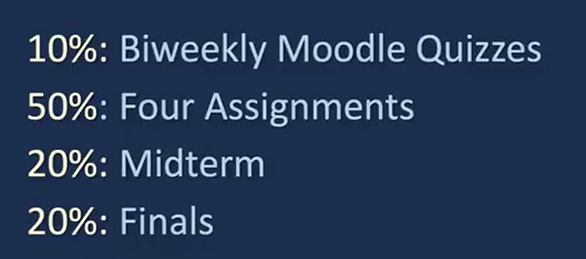 10%: Biweekly Moodle Quizzes
50%: Four Assignments
20%: Midterm
20%: Finals